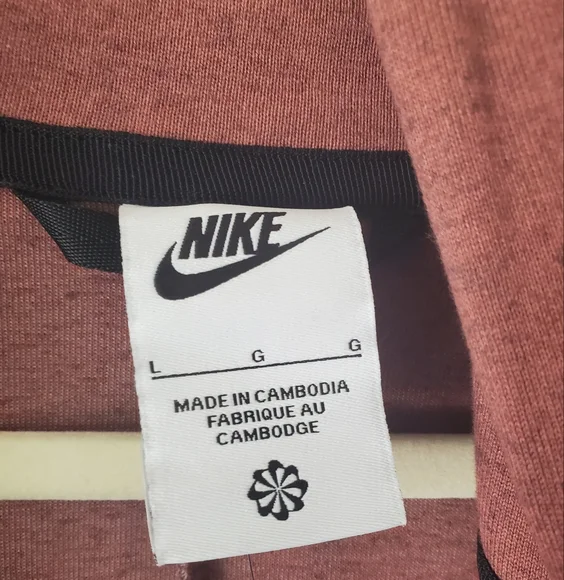 NIKE
L G G
MADE IN CAMBODIA
FABRIQUE AU
CAMBODGE